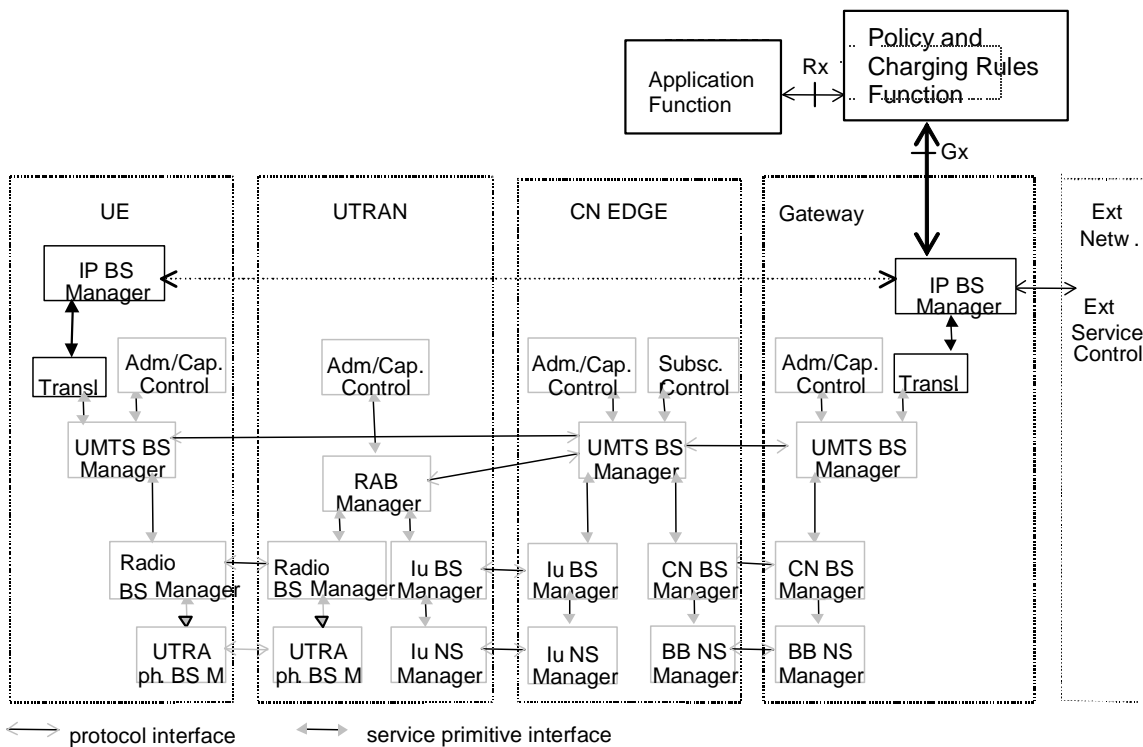 Policy and
Charging Rules
Function
Rx
Application
Function
Gx
UE
UTRAN
CN EDGE
Gateway
Ext
Netw .
IP BS
Manager
IP BS
Manager
Ext
Service
Control
Transl
Adm/Cap.
Control
Adm/Cap.
Control
Adm./Cap.
Control
Subsc.
Control
Adm/Cap.
Control
Transl
UMTS BS
Manager
UMTS BS
Manager
UMTS BS
Manager
RAB
Manager
Radio
BS Manager
Radio
BS Manager
Iu BS
Manager
Iu BS
Manager
CN BS
Manager
CN BS
Manager
UTRA
ph. BS M
UTRA
ph. BS M
Iu NS
Manager
Iu NS
Manager
BB NS
Manager
BB NS
Manager
protocol interface
service primitive interface